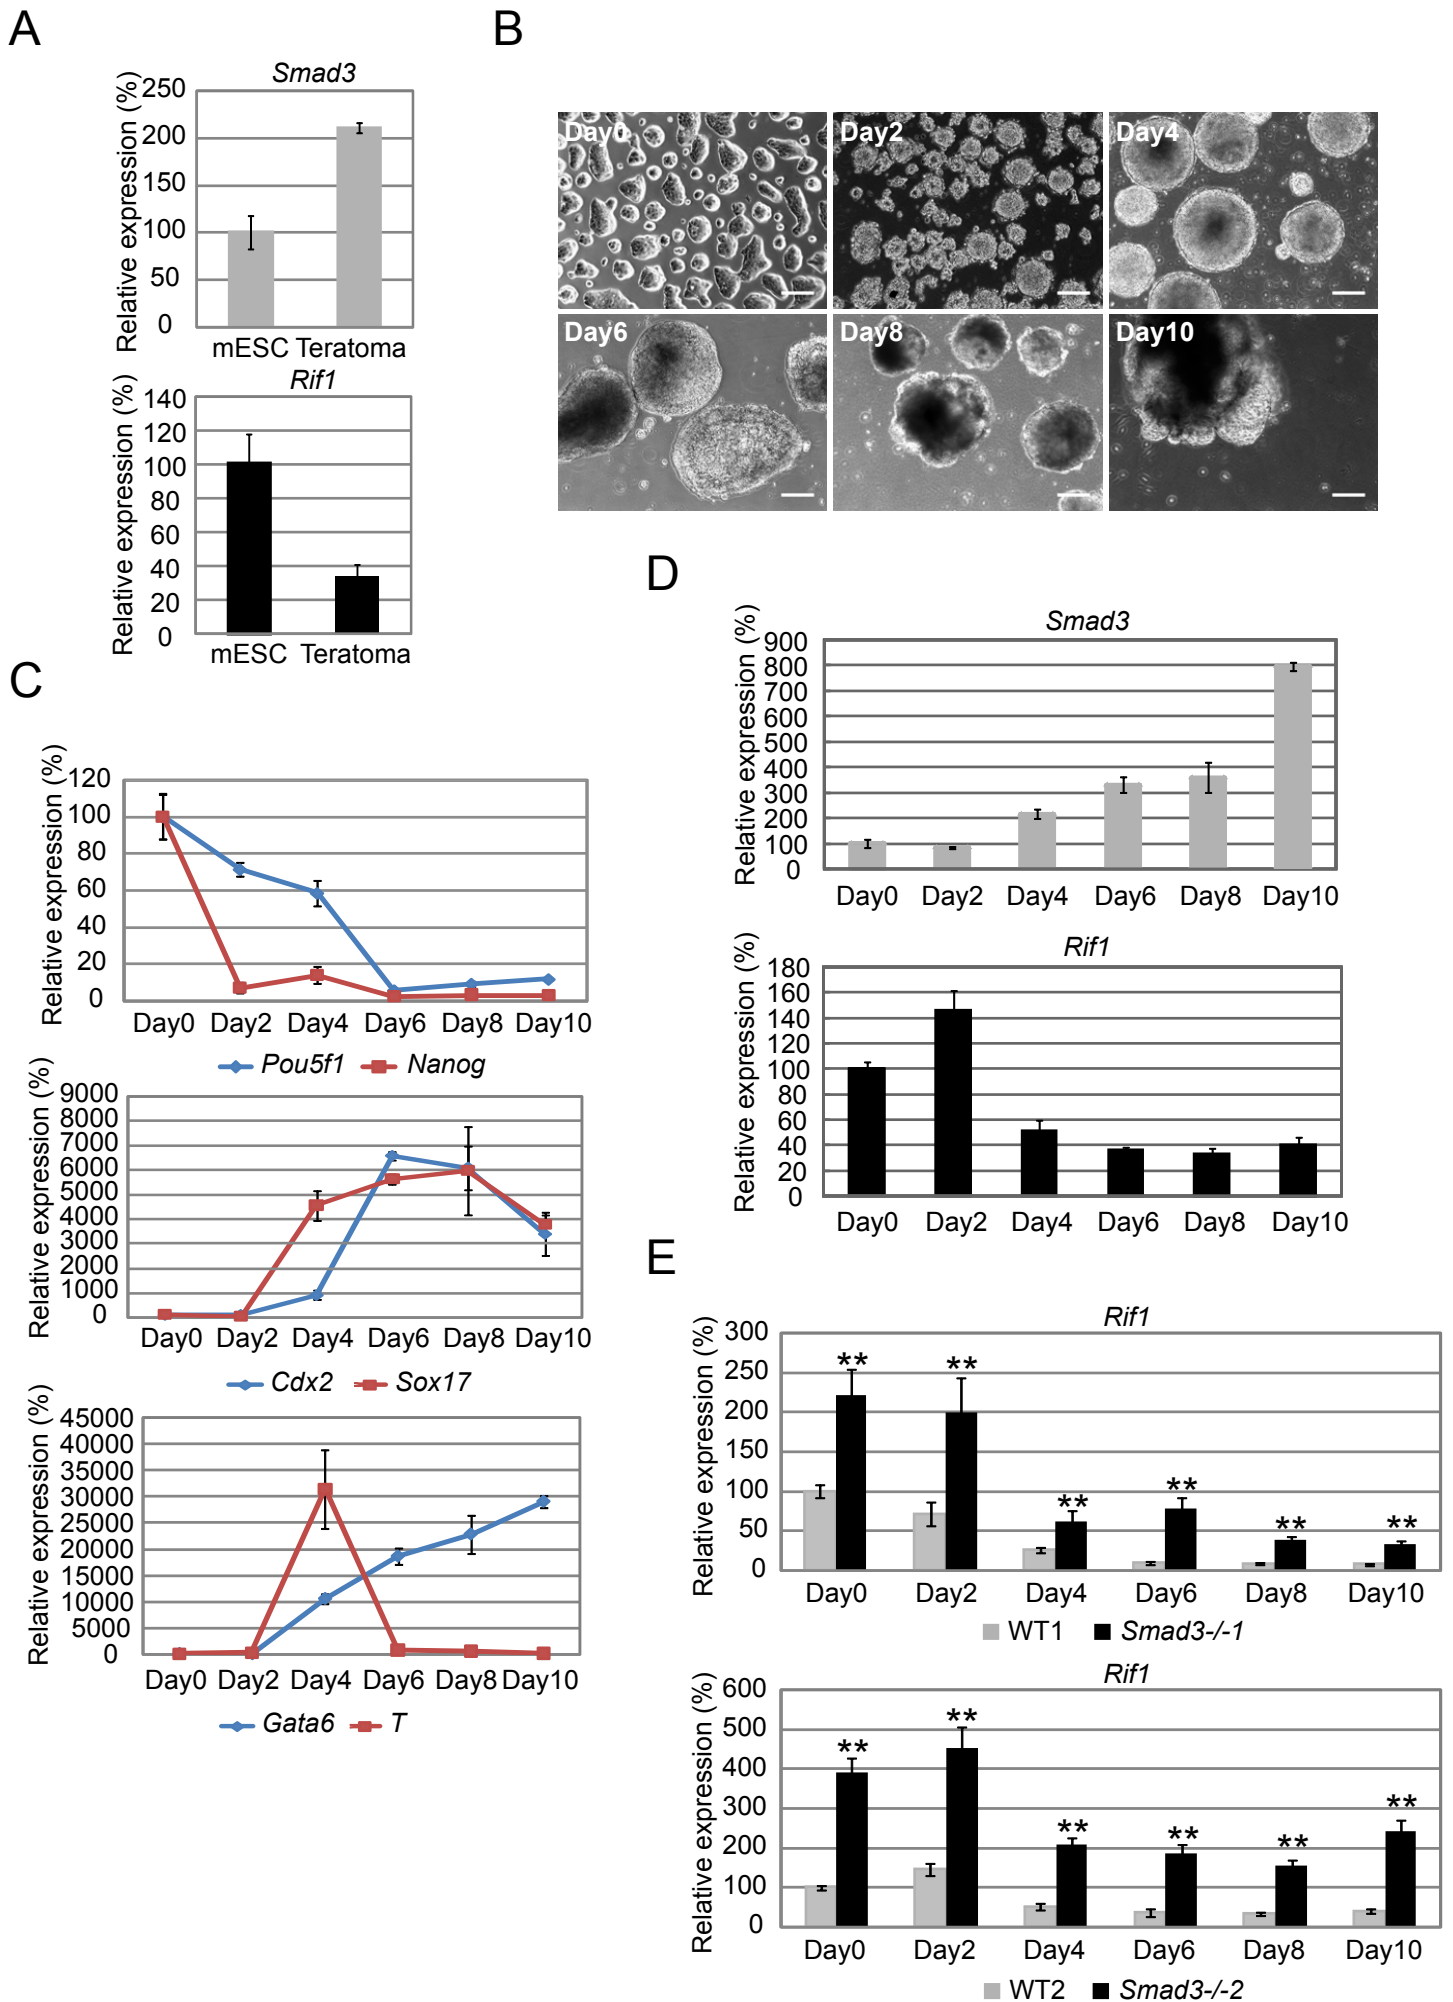 A
Smad3
Relative expression (%)
250
200
150
100
50
0
mESC Teratoma
Rif1
Relative expression (%)
140
120
100
80
60
40
20
0
mESC Teratoma
B
Day0
Day2
Day4
Day6
Day8
Day10
C
Relative expression (%)
120
100
80
60
40
20
0
Day0 Day2 Day4 Day6 Day8 Day10
Pou5f1 Nanog
Relative expression (%)
9000
8000
7000
6000
5000
4000
3000
2000
1000
0
Day0 Day2 Day4 Day6 Day8 Day10
Cdx2 Sox17
Relative expression (%)
45000
40000
35000
30000
25000
20000
15000
10000
5000
0
Day0 Day2 Day4 Day6 Day8 Day10
Gata6 T
D
Smad3
Relative expression (%)
900
800
700
600
500
400
300
200
100
0
Day0 Day2 Day4 Day6 Day8 Day10
Rif1
Relative expression (%)
180
160
140
120
100
80
60
40
20
0
Day0 Day2 Day4 Day6 Day8 Day10
E
Rif1
Relative expression (%)
300
250
200
150
100
50
0
** ** ** ** ** **
Day0 Day2 Day4 Day6 Day8 Day10
WT1 Smad3-/-1
Rif1
Relative expression (%)
600
500
400
300
200
100
0
** ** ** ** ** **
Day0 Day2 Day4 Day6 Day8 Day10
WT2 Smad3-/-2